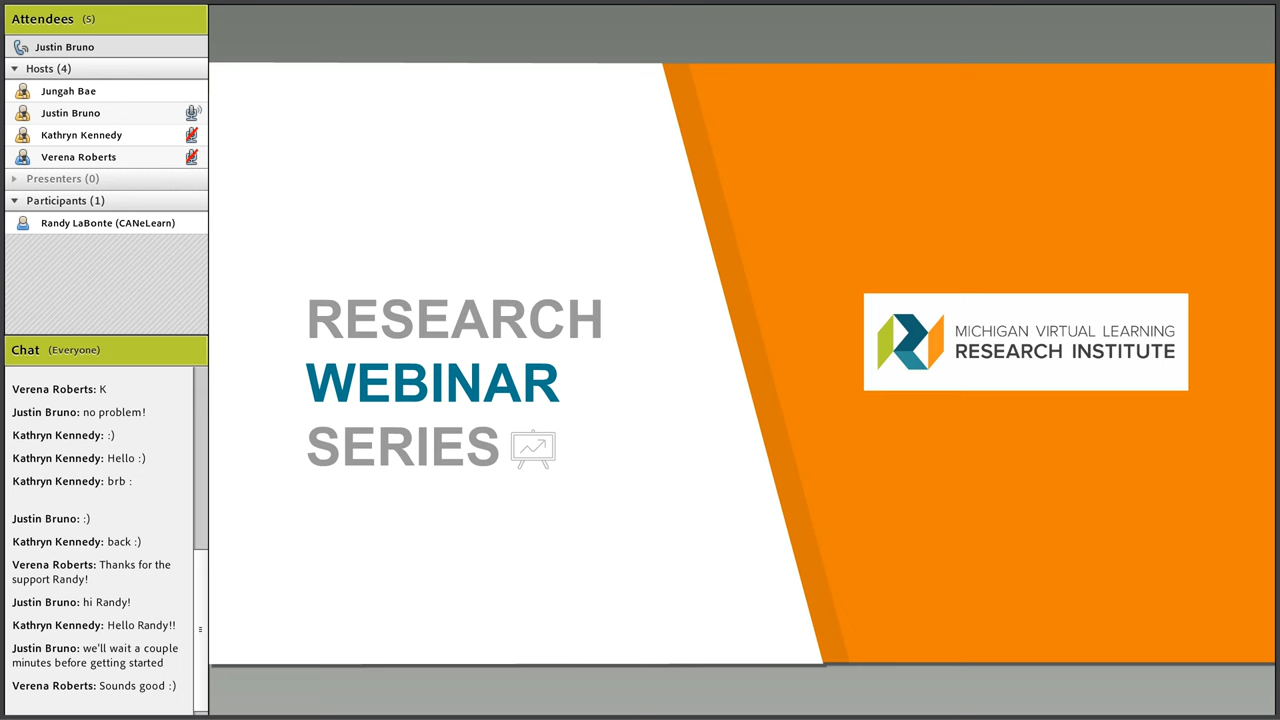 Attendees (5)
Justin Bruno
Hosts (4)
Jungah Bae
Justin Bruno
Kathryn Kennedy
Verena Roberts
Presenters (0)
Participants (1)
Randy LaBonte (CANeLearn)
Chat (Everyone)
Verena Roberts: K
Justin Bruno: no problem!
Kathryn Kennedy: :)
Kathryn Kennedy: Hello :)
Kathryn Kennedy: brb :
Justin Bruno: :)
Kathryn Kennedy: back :)
Verena Roberts: Thanks for the
support Randy!
Justin Bruno: hi Randy!
Kathryn Kennedy: Hello Randy!!
Justin Bruno: we'll wait a couple
minutes before getting started
Verena Roberts: Sounds good :)
RESEARCH
WEBINAR
SERIES
MICHIGAN VIRTUAL LEARNING
RESEARCH INSTITUTE